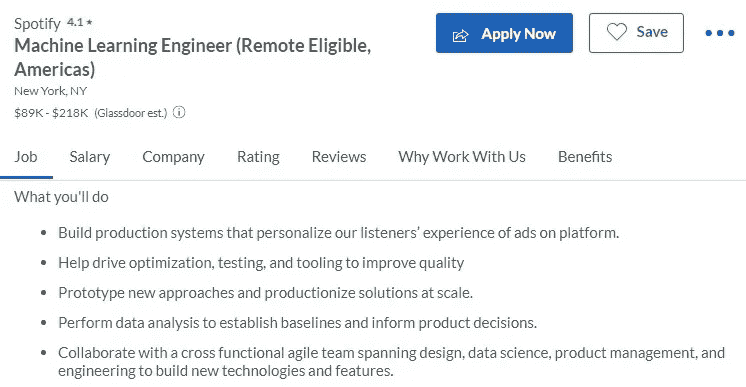 Spotify 4.1 ★
Machine Learning Engineer (Remote Eligible,
Americas)
New York, NY
$89K - $218K (Glassdoor est.) ⓘ
Apply Now
Save
Job Salary Company Rating Reviews Why Work With Us Benefits
What you'll do
• Build production systems that personalize our listeners’ experience of ads on platform.
• Help drive optimization, testing, and tooling to improve quality
• Prototype new approaches and productionize solutions at scale.
• Perform data analysis to establish baselines and inform product decisions.
• Collaborate with a cross functional agile team spanning design, data science, product management, and
engineering to build new technologies and features.